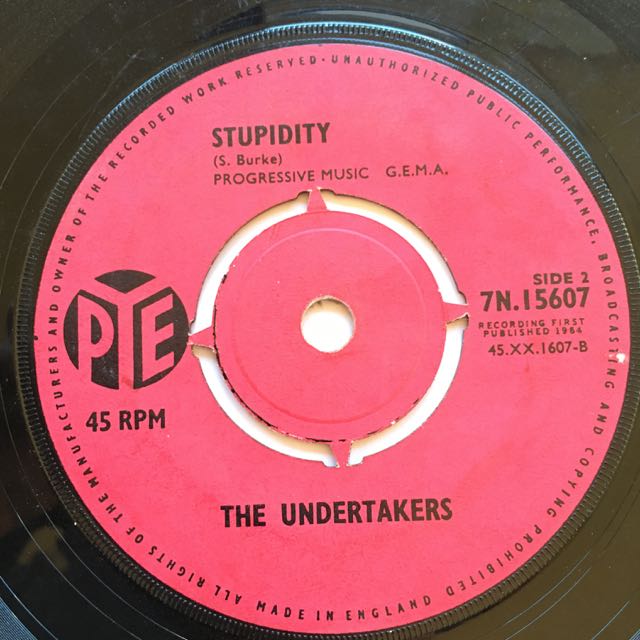 ALL RIGHTS OF THE MANUFACTURERS AND OWNER OF THE RECORDED WORK RESERVED · UNAUTHORIZED PUBLIC PERFORMANCE, BROADCASTING AND COPYING PROHIBITED
STUPIDITY
(S. Burke)
PROGRESSIVE MUSIC G.E.M.A.
SIDE 2
7N.15607
RECORDING FIRST
PUBLISHED 1964
45.XX.1607-B
PYE
45 RPM
THE UNDERTAKERS
MADE IN ENGLAND